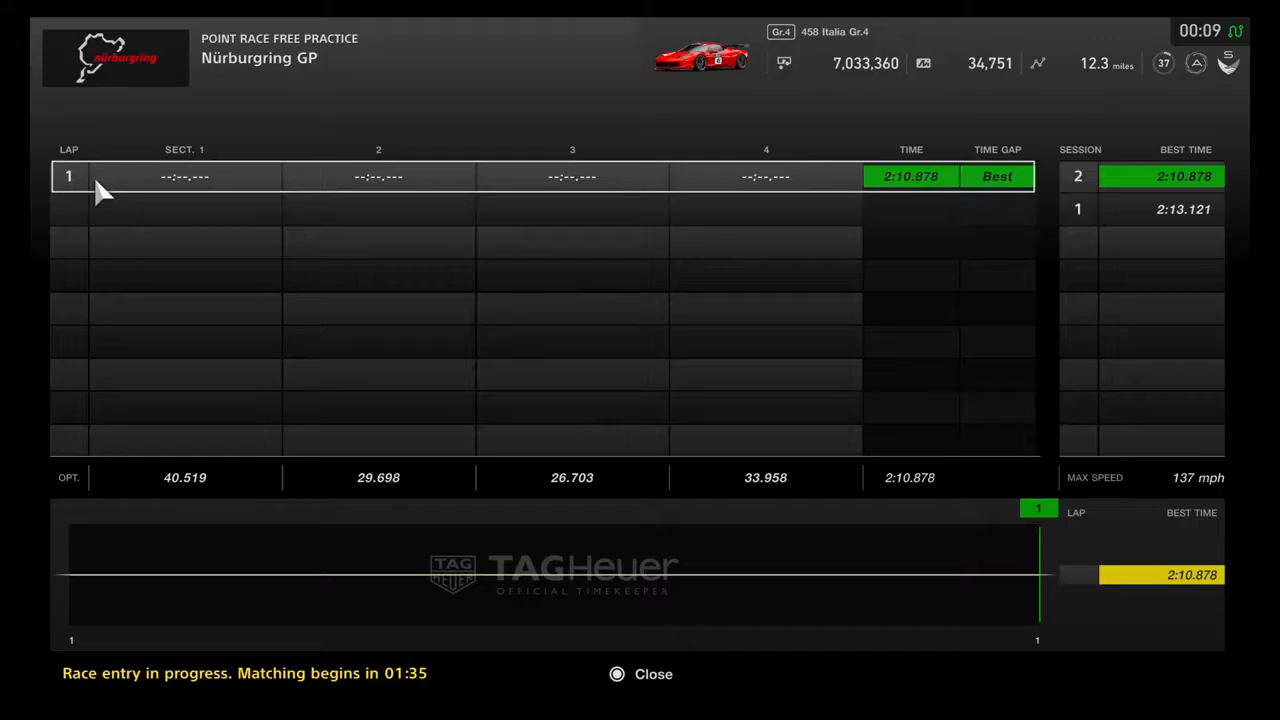 nürburgring
POINT RACE FREE PRACTICE
Nürburgring GP
Gr.4 458 Italia Gr.4
7,033,360 34,751 12.3 miles 37 A S
00:09
LAP SECT. 1 2 3 4 TIME TIME GAP
1 --:--.--- --:--.--- --:--.--- --:--.--- 2:10.878 Best
OPT. 40.519 29.698 26.703 33.958 2:10.878
SESSION BEST TIME
2 2:10.878
1 2:13.121
MAX SPEED 137 mph
1
TAG HEUER TAGHeuer
OFFICIAL TIMEKEEPER
1 1
LAP BEST TIME
2:10.878
Race entry in progress. Matching begins in 01:35
Close